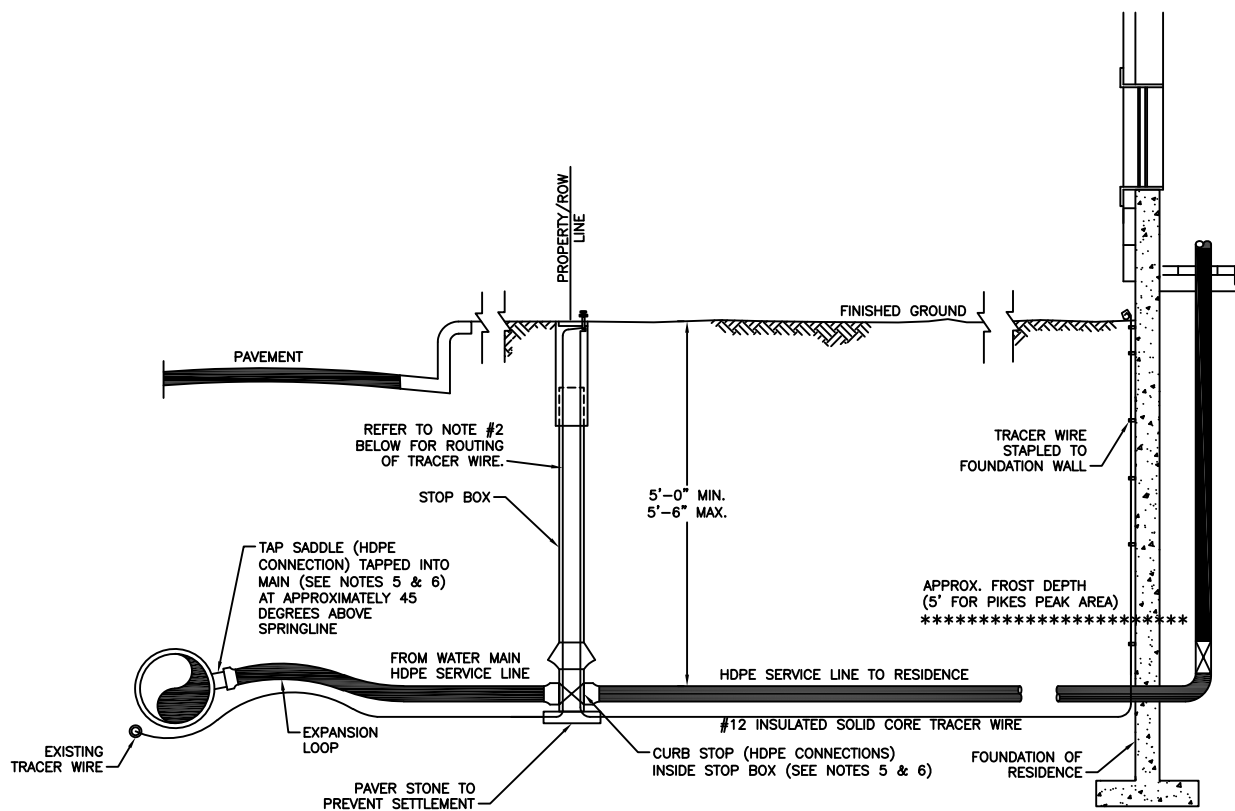 PROPERTY/ROW
LINE
FINISHED GROUND
PAVEMENT
REFER TO NOTE #2
BELOW FOR ROUTING
OF TRACER WIRE.
STOP BOX
5'-0" MIN.
5'-6" MAX.
TRACER WIRE
STAPLED TO
FOUNDATION WALL
TAP SADDLE (HDPE
CONNECTION) TAPPED INTO
MAIN (SEE NOTES 5 & 6)
AT APPROXIMATELY 45
DEGREES ABOVE
SPRINGLINE
APPROX. FROST DEPTH
(5' FOR PIKES PEAK AREA)
**********************
FROM WATER MAIN
HDPE SERVICE LINE
HDPE SERVICE LINE TO RESIDENCE
#12 INSULATED SOLID CORE TRACER WIRE
EXPANSION
LOOP
EXISTING
TRACER WIRE
CURB STOP (HDPE CONNECTIONS)
INSIDE STOP BOX (SEE NOTES 5 & 6)
FOUNDATION OF
RESIDENCE
PAVER STONE TO
PREVENT SETTLEMENT